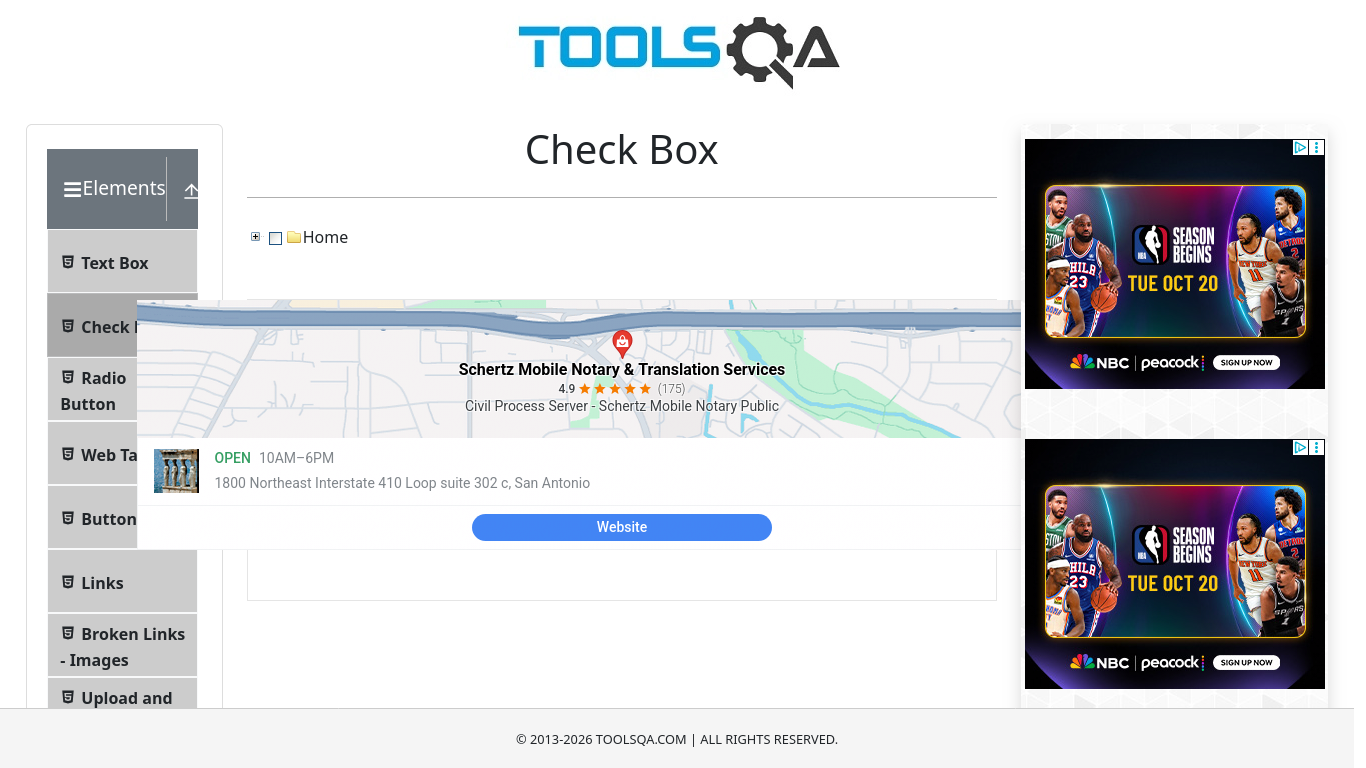 TOOLSQA
Check Box
Elements
Text Box
Check
Radio
Button
Web Ta
Button
Links
Broken Links
- Images
Upload and
Home
Schertz Mobile Notary & Translation Services
4.9 ★★★★★ (175)
Civil Process Server - Schertz Mobile Notary Public
OPEN 10AM–6PM
1800 Northeast Interstate 410 Loop suite 302 c, San Antonio
Website
NBA SEASON
BEGINS
TUE OCT 20
NBC | peacock SIGN UP NOW
NBA SEASON
BEGINS
TUE OCT 20
NBC | peacock SIGN UP NOW
© 2013-2026 TOOLSQA.COM | ALL RIGHTS RESERVED.